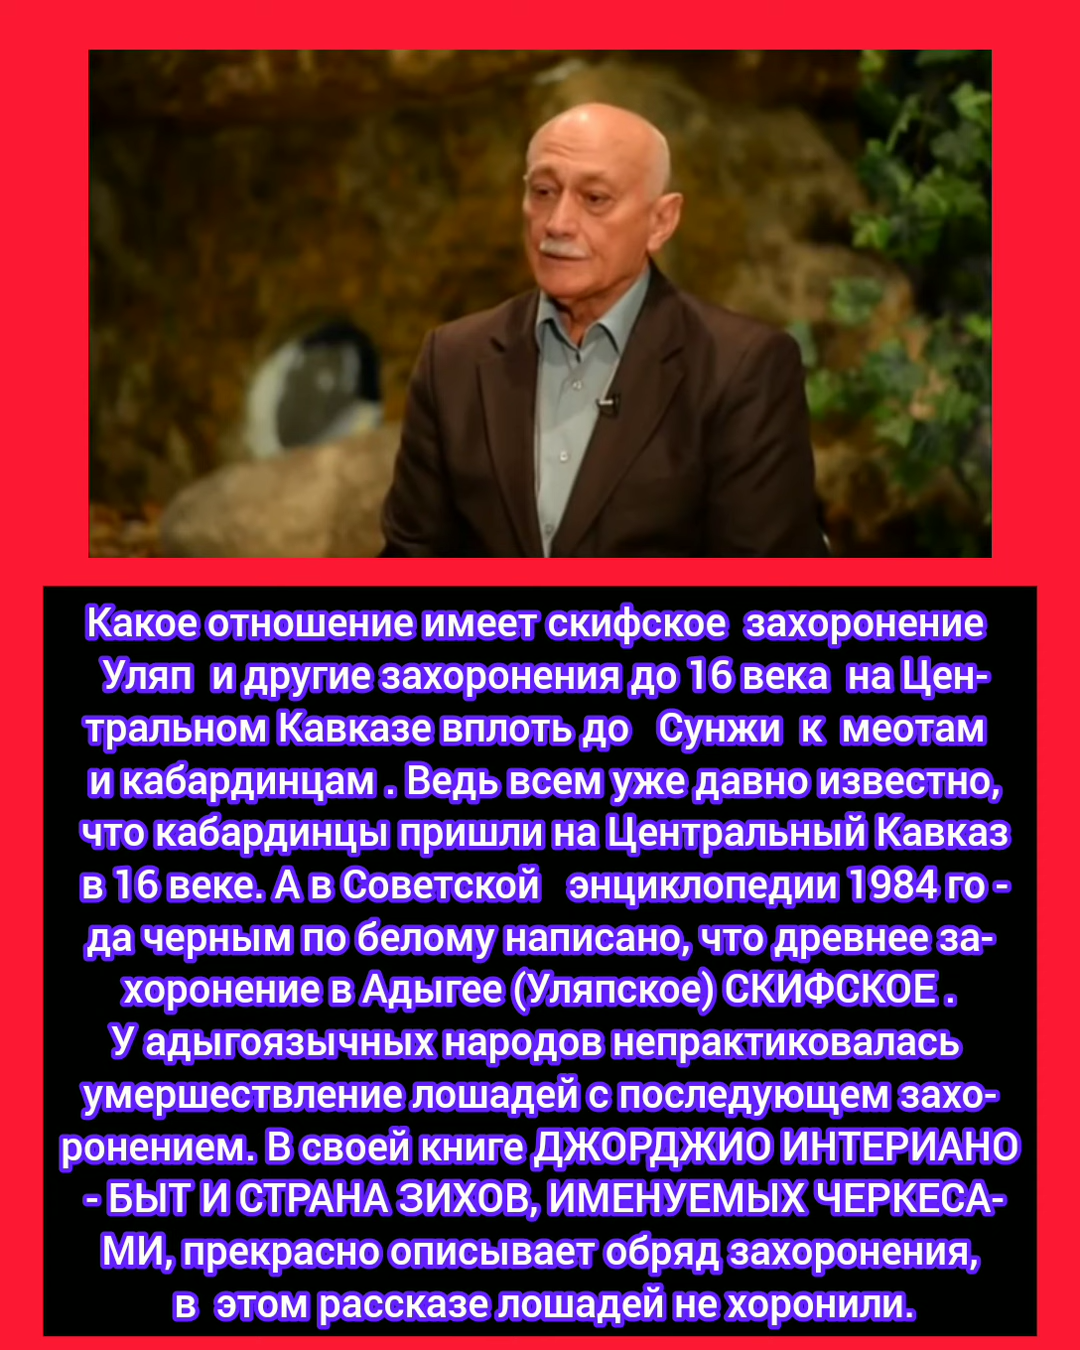 Какое отношение имеет скифское захоронение
Уляп и другие захоронения до 16 века на Цен-
тральном Кавказе вплоть до Сунжи к меотам
и кабардинцам . Ведь всем уже давно известно,
что кабардинцы пришли на Центральный Кавказ
в 16 веке. А в Советской энциклопедии 1984 го -
да черным по белому написано, что древнее за-
хоронение в Адыгее (Уляпское) СКИФСКОЕ .
У адыгоязычных народов непрактиковалась
умершествление лошадей с последующем захо-
ронением. В своей книге ДЖОРДЖИО ИНТЕРИАНО
- БЫТ И СТРАНА ЗИХОВ, ИМЕНУЕМЫХ ЧЕРКЕСА-
МИ, прекрасно описывает обряд захоронения,
в этом рассказе лошадей не хоронили.